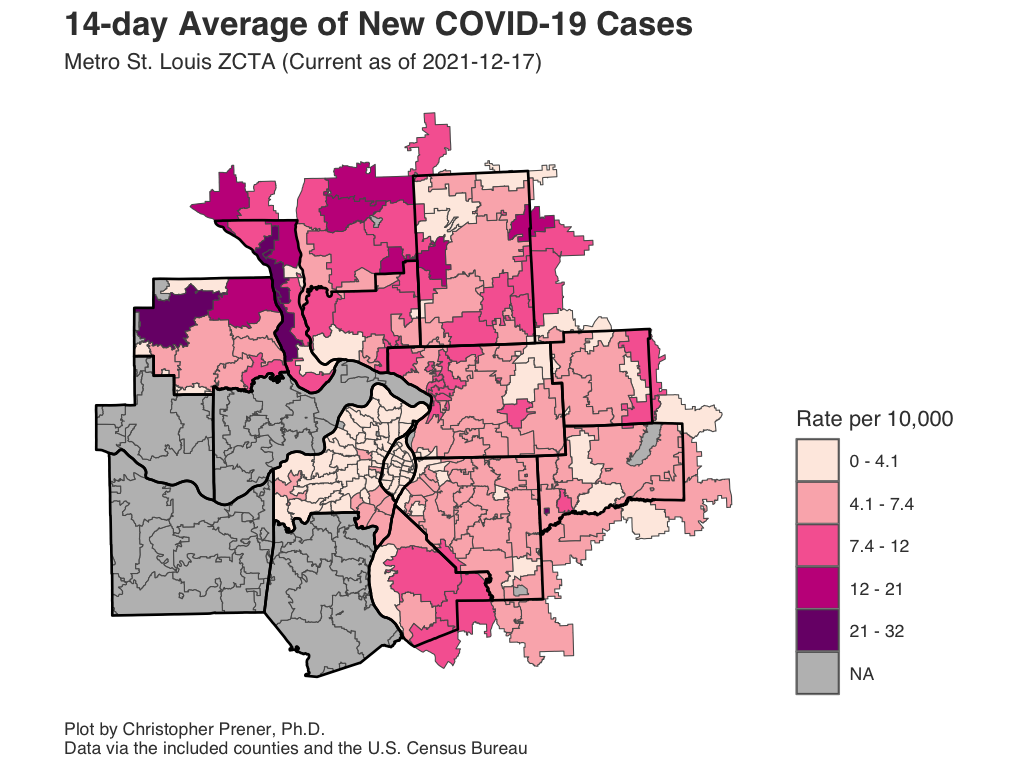 14-day Average of New COVID-19 Cases
Metro St. Louis ZCTA (Current as of 2021-12-17)
Rate per 10,000
0 - 4.1
4.1 - 7.4
7.4 - 12
12 - 21
21 - 32
NA
Plot by Christopher Prener, Ph.D.
Data via the included counties and the U.S. Census Bureau